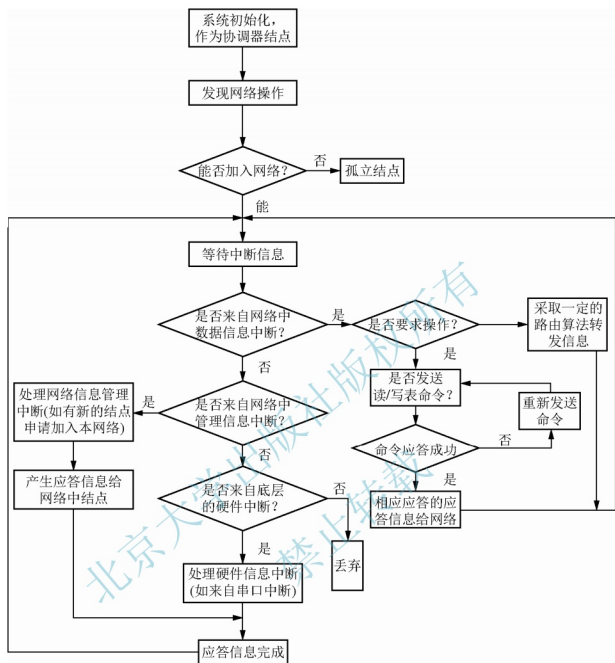 系统初始化，
作为协调器结点
发现网络操作
能否加入网络？
否
孤立结点
能
等待中断信息
是否来自网络中
数据信息中断？
是
是否要求操作？
采取一定的
路由算法转
发信息
否
是
处理网络信息管理
中断(如有新的结点
申请加入本网络)
是
是否来自网络中
管理信息中断？
是否发送
读/写表命令？
重新发送
命令
命令应答成功
否
产生应答信息给
网络中结点
否
是否来自底层
的硬件中断？
否
是
相应应答的应
答信息给网络
是
丢弃
处理硬件信息中断
(如来自串口中断)
应答信息完成
北京大学出版社版权所有
禁止转载